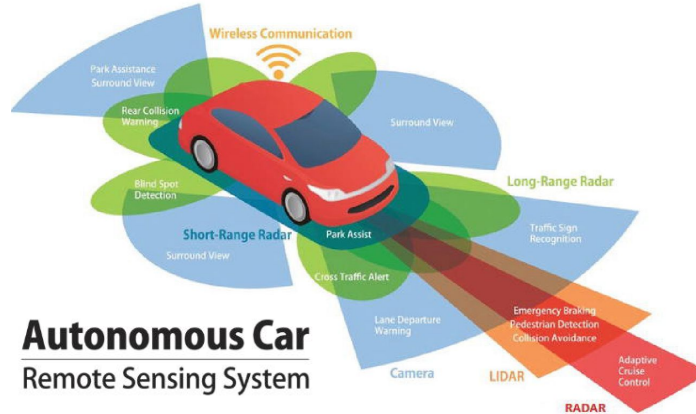 Wireless Communication
Park Assistance
Surround View
Rear Collision
Warning
Surround View
Blind Spot
Detection
Long-Range Radar
Short-Range Radar
Park Assist
Traffic Sign
Recognition
Surround View
Cross Traffic Alert
Autonomous Car
Remote Sensing System
Lane Departure
Warning
Emergency Braking
Pedestrian Detection
Collision Avoidance
Camera
LIDAR
Adaptive
Cruise
Control
RADAR